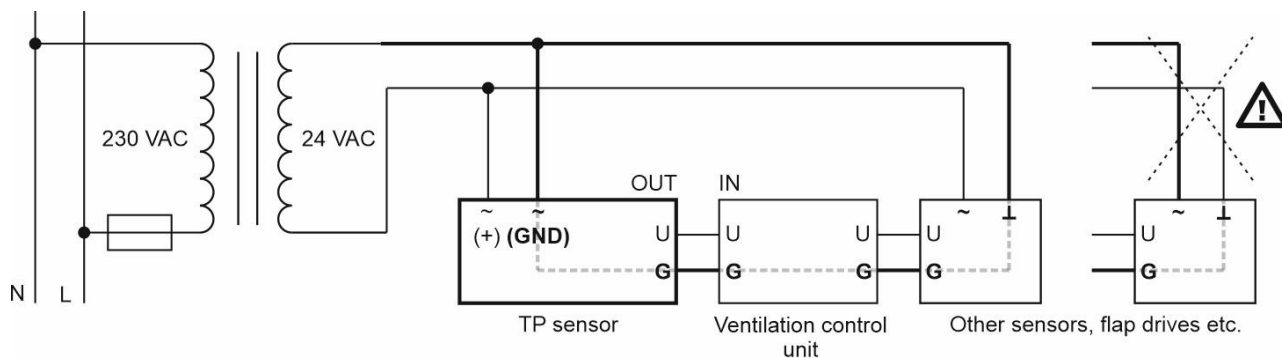 230 VAC
24 VAC
OUT IN
~ ~ ~ ⊥ ~ ⊥
(+) (GND)
U U U U U
G G G G G
N L
TP sensor
Ventilation control
unit
Other sensors, flap drives etc.
!